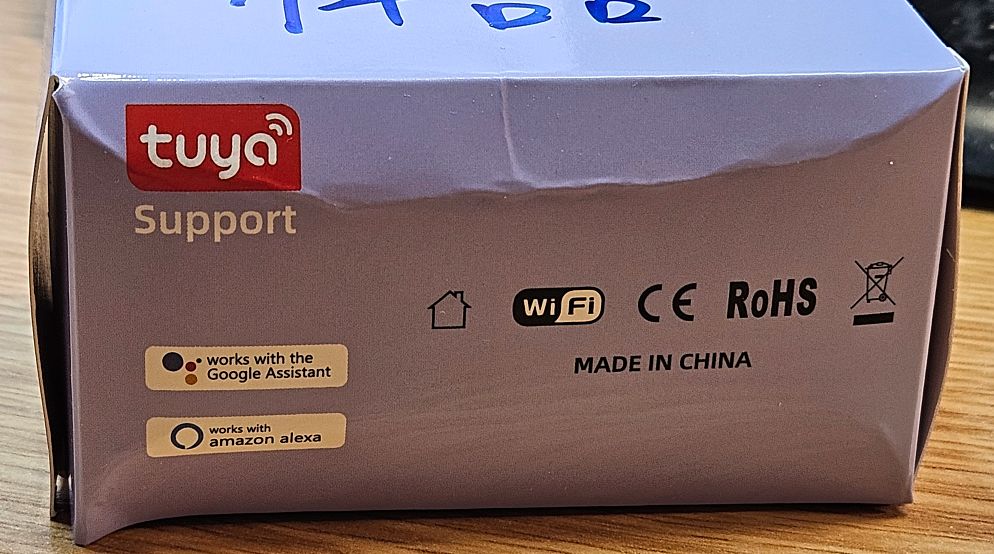 tuya
Support
WiFi
CE
RoHS
MADE IN CHINA
works with the
Google Assistant
works with
amazon alexa